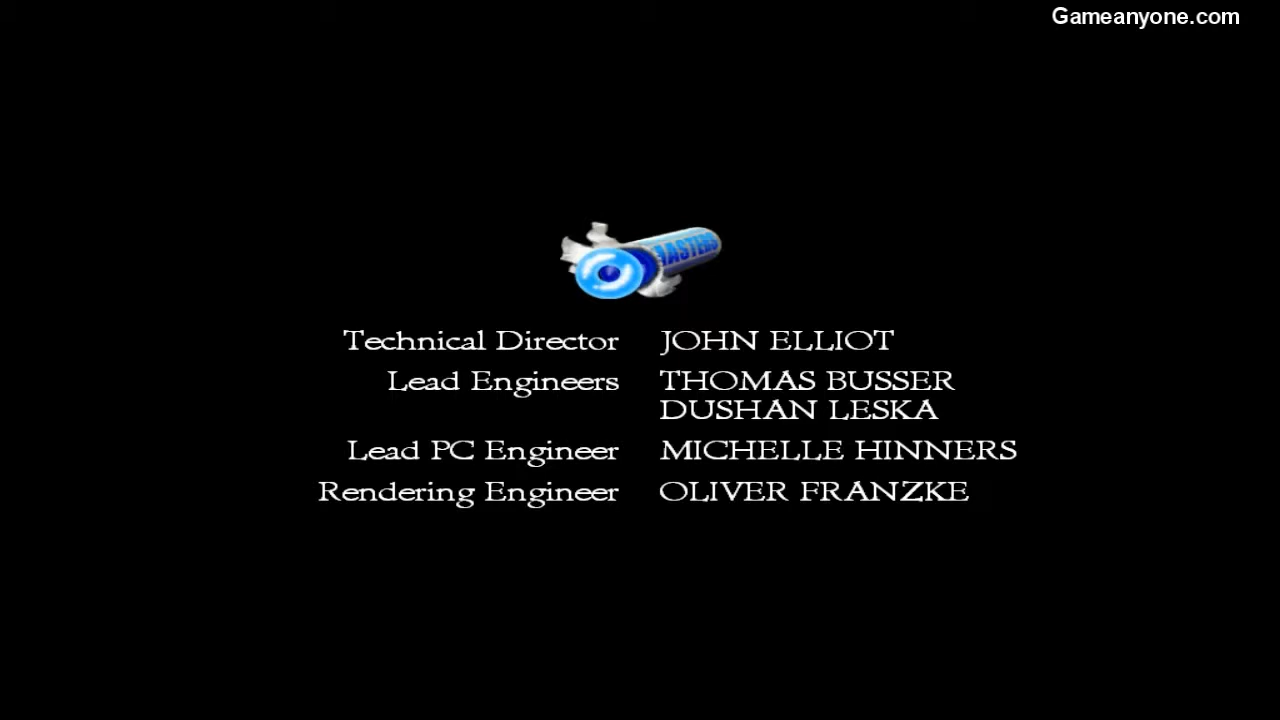 Gameanyone.com
MASTERS
Technical Director JOHN ELLIOT
Lead Engineers THOMAS BUSSER
DUSHAN LESKA
Lead PC Engineer MICHELLE HINNERS
Rendering Engineer OLIVER FRANZKE